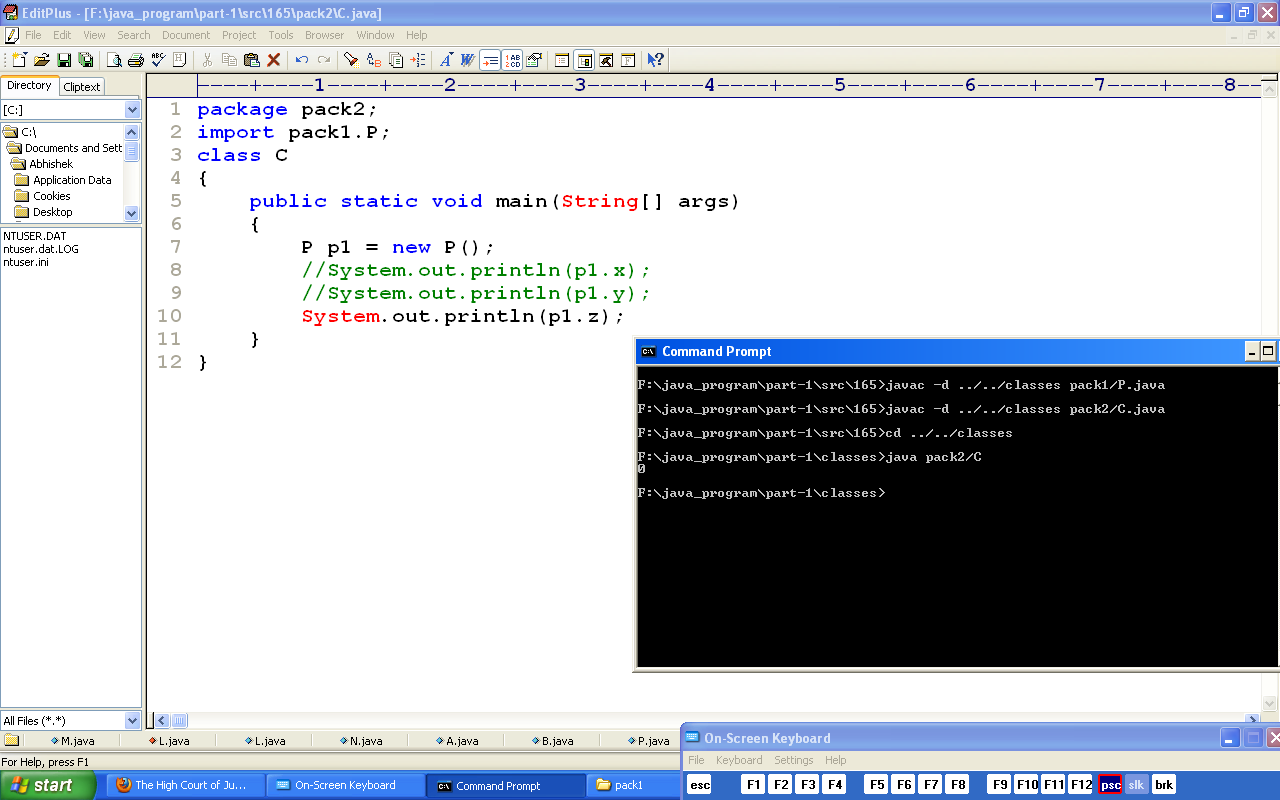 EditPlus - [F:\java_program\part-1\src\165\pack2\C.java]
File Edit View Search Document Project Tools Browser Window Help
Directory Cliptext
----+----1----+----2----+----3----+----4----+----5----+----6----+----7----+----8--
[C:]
C:\
Documents and Sett
Abhishek
Application Data
Cookies
Desktop
NTUSER.DAT
ntuser.dat.LOG
ntuser.ini
1 package pack2;
2 import pack1.P;
3 class C
4 {
5 public static void main(String[] args)
6 {
7 P p1 = new P();
8 //System.out.println(p1.x);
9 //System.out.println(p1.y);
10 System.out.println(p1.z);
11 }
12 }
Command Prompt
F:\java_program\part-1\src\165>javac -d ../../classes pack1/P.java
F:\java_program\part-1\src\165>javac -d ../../classes pack2/C.java
F:\java_program\part-1\src\165>cd ../../classes
F:\java_program\part-1\classes>java pack2/C
0
F:\java_program\part-1\classes>
All Files (*.*)
M.java L.java L.java N.java A.java B.java P.java
For Help, press F1
On-Screen Keyboard
File Keyboard Settings Help
esc F1 F2 F3 F4 F5 F6 F7 F8 F9 F10 F11 F12 psc slk brk
start The High Court of Ju... On-Screen Keyboard Command Prompt pack1